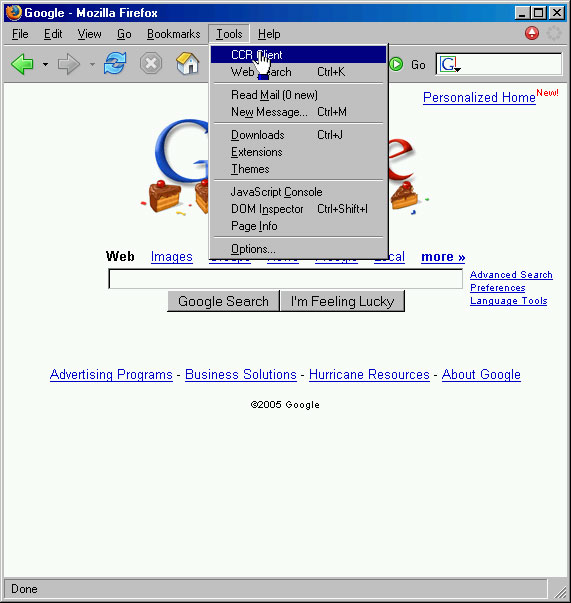 Google - Mozilla Firefox
File Edit View Go Bookmarks Tools Help
CCR Client
Web Search Ctrl+K
Read Mail (0 new)
New Message... Ctrl+M
Downloads Ctrl+J
Extensions
Themes
JavaScript Console
DOM Inspector Ctrl+Shift+I
Page Info
Options...
Go G
Personalized Home New!
Web Images Groups News Froogle Local more »
Advanced Search
Preferences
Language Tools
Google Search I'm Feeling Lucky
Advertising Programs - Business Solutions - Hurricane Resources - About Google
©2005 Google
Done